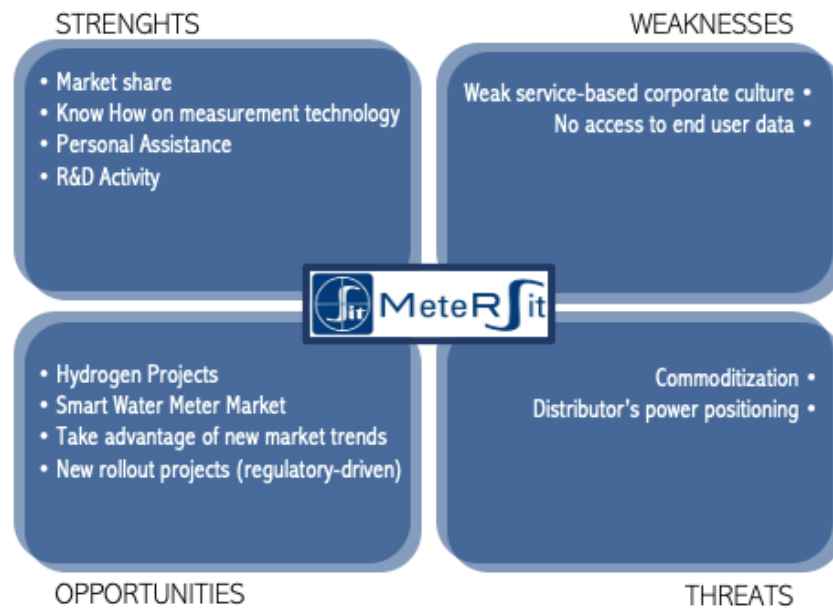 STRENGHTS
• Market share
• Know How on measurement technology
• Personal Assistance
• R&D Activity
WEAKNESSES
Weak service-based corporate culture •
No access to end user data •
Sit MeteRSit
• Hydrogen Projects
• Smart Water Meter Market
• Take advantage of new market trends
• New rollout projects (regulatory-driven)
OPPORTUNITIES
Commoditization •
Distributor's power positioning •
THREATS